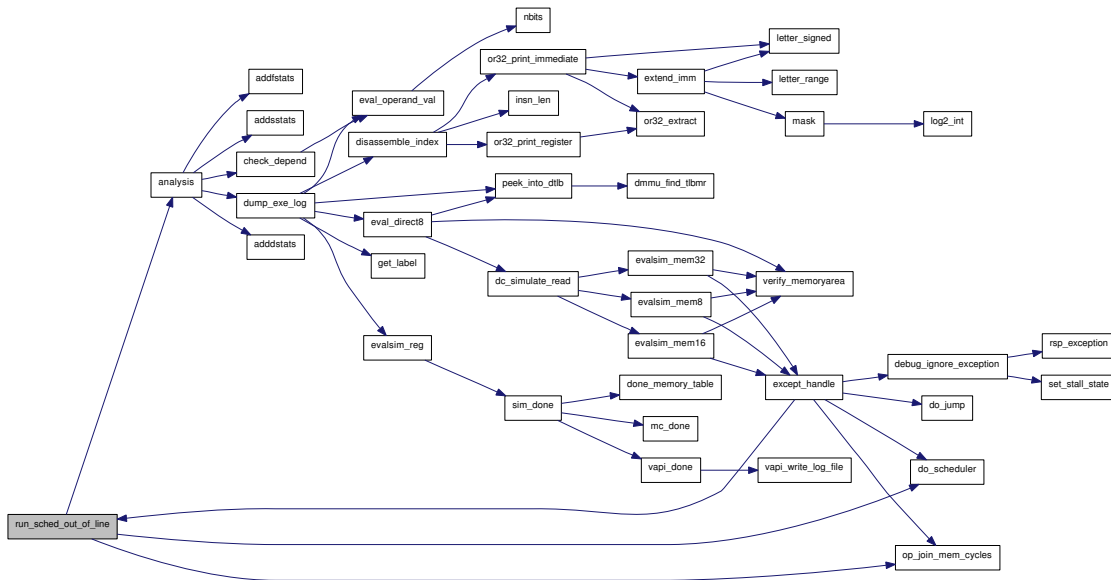 run_sched_out_of_line
analysis
addfstats
addsstats
check_depend
dump_exe_log
adddstats
eval_operand_val
disassemble_index
eval_direct8
get_label
evalsim_reg
nbits
or32_print_immediate
insn_len
or32_print_register
peek_into_dtlb
dc_simulate_read
sim_done
extend_imm
or32_extract
dmmu_find_tlbmr
evalsim_mem32
evalsim_mem8
evalsim_mem16
done_memory_table
mc_done
vapi_done
letter_signed
letter_range
mask
verify_memoryarea
except_handle
vapi_write_log_file
log2_int
debug_ignore_exception
do_jump
do_scheduler
op_join_mem_cycles
rsp_exception
set_stall_state